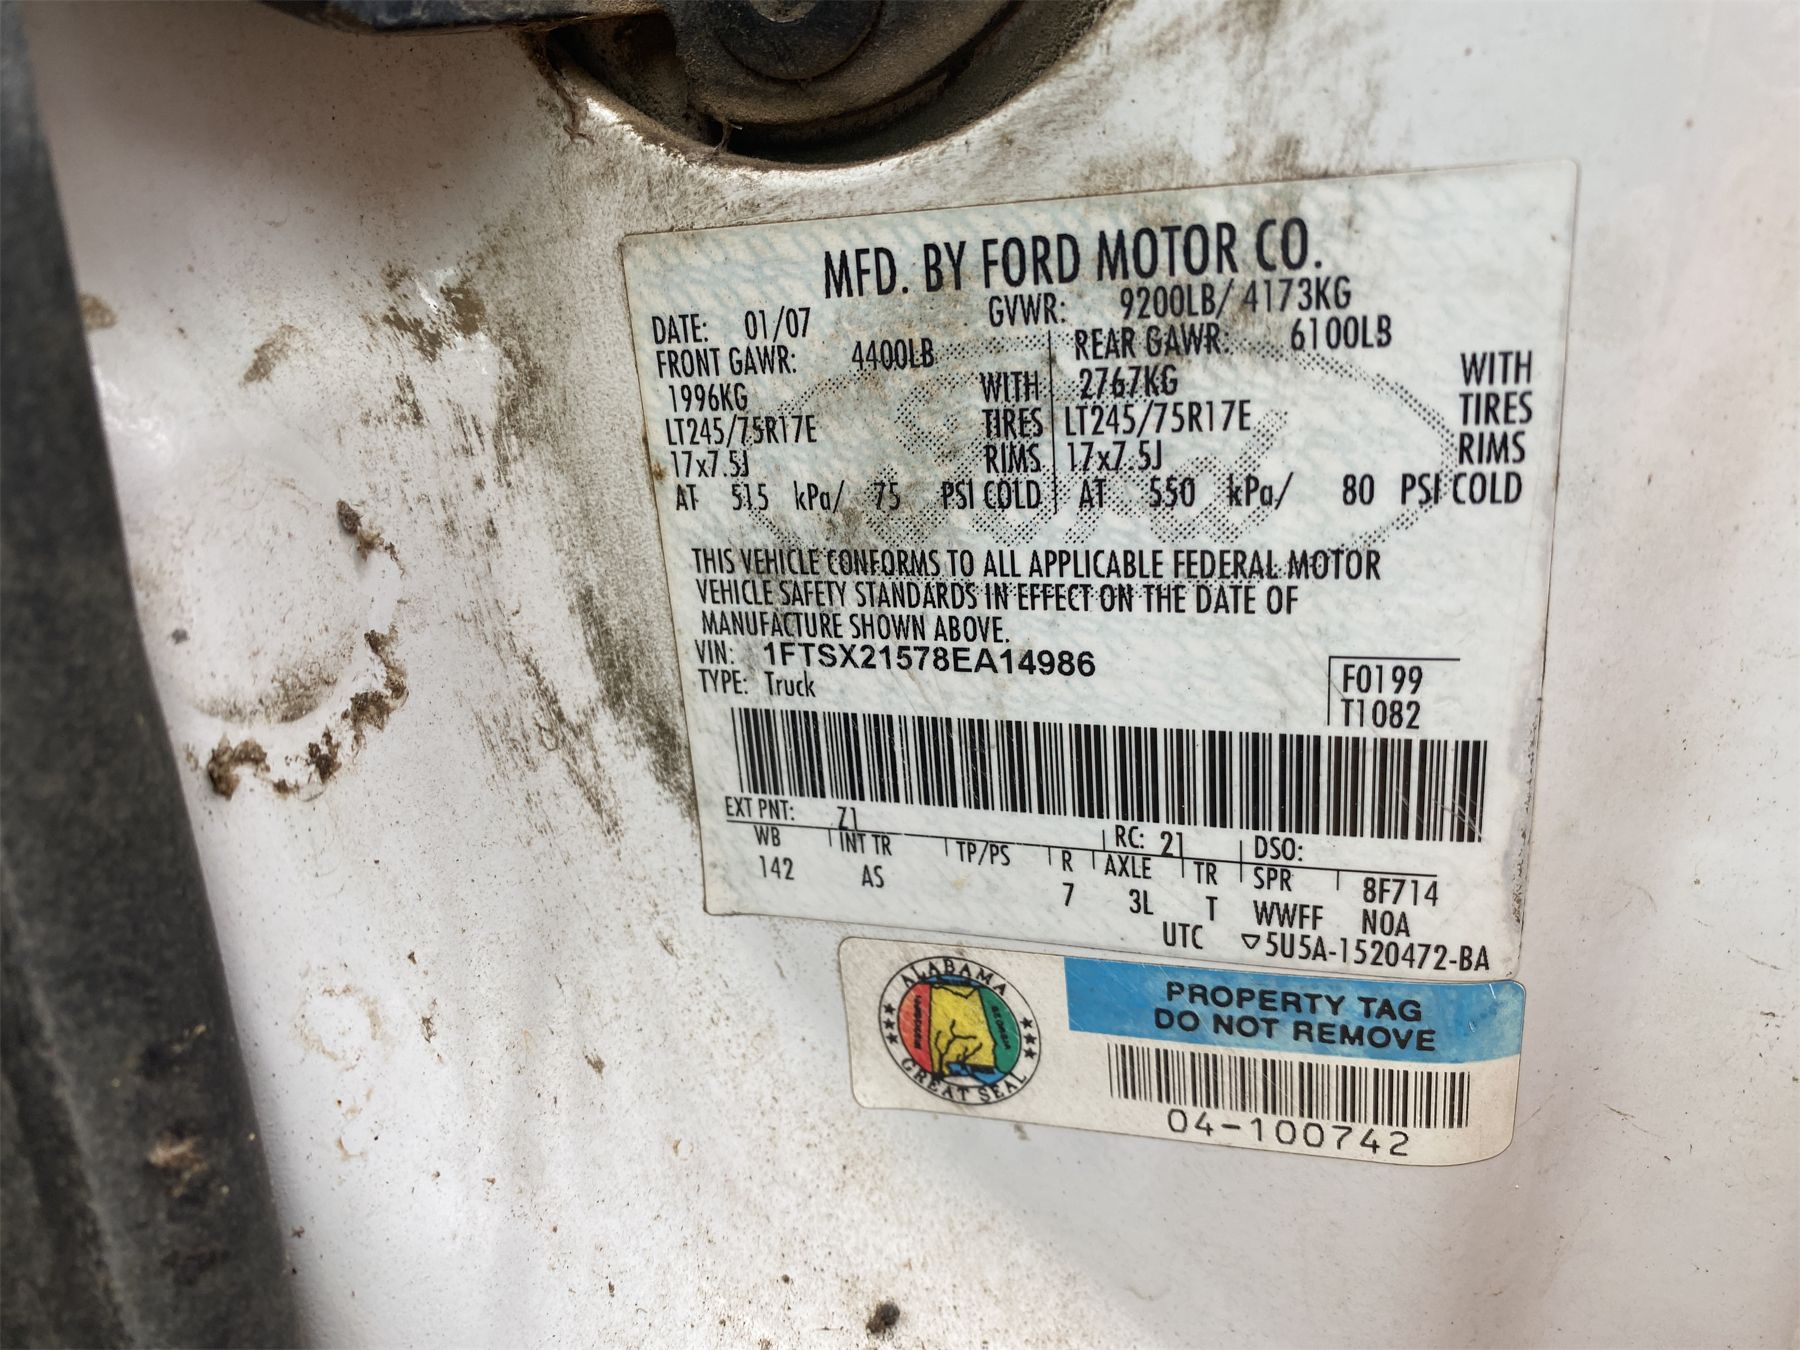 MFD. BY FORD MOTOR CO.
DATE: 01/07 GVWR: 9200LB/ 4173KG
FRONT GAWR: 4400LB REAR GAWR: 6100LB
1996KG WITH 2767KG WITH
LT245/75R17E TIRES LT245/75R17E TIRES
17x7.5J RIMS 17x7.5J RIMS
AT 515 kPa/ 75 PSI COLD AT 550 kPa/ 80 PSI COLD
THIS VEHICLE CONFORMS TO ALL APPLICABLE FEDERAL MOTOR
VEHICLE SAFETY STANDARDS IN EFFECT ON THE DATE OF
MANUFACTURE SHOWN ABOVE.
VIN: 1FTSX21578EA14986
TYPE: Truck
F0199
T1082
EXT PNT: Z1 RC: 21 DSO:
WB INT TR TP/PS R AXLE TR SPR 8F714
142 AS 7 3L T WWFF NOA
UTC ▽5U5A-1520472-BA
ALABAMA
GREAT SEAL
PROPERTY TAG
DO NOT REMOVE
04-100742